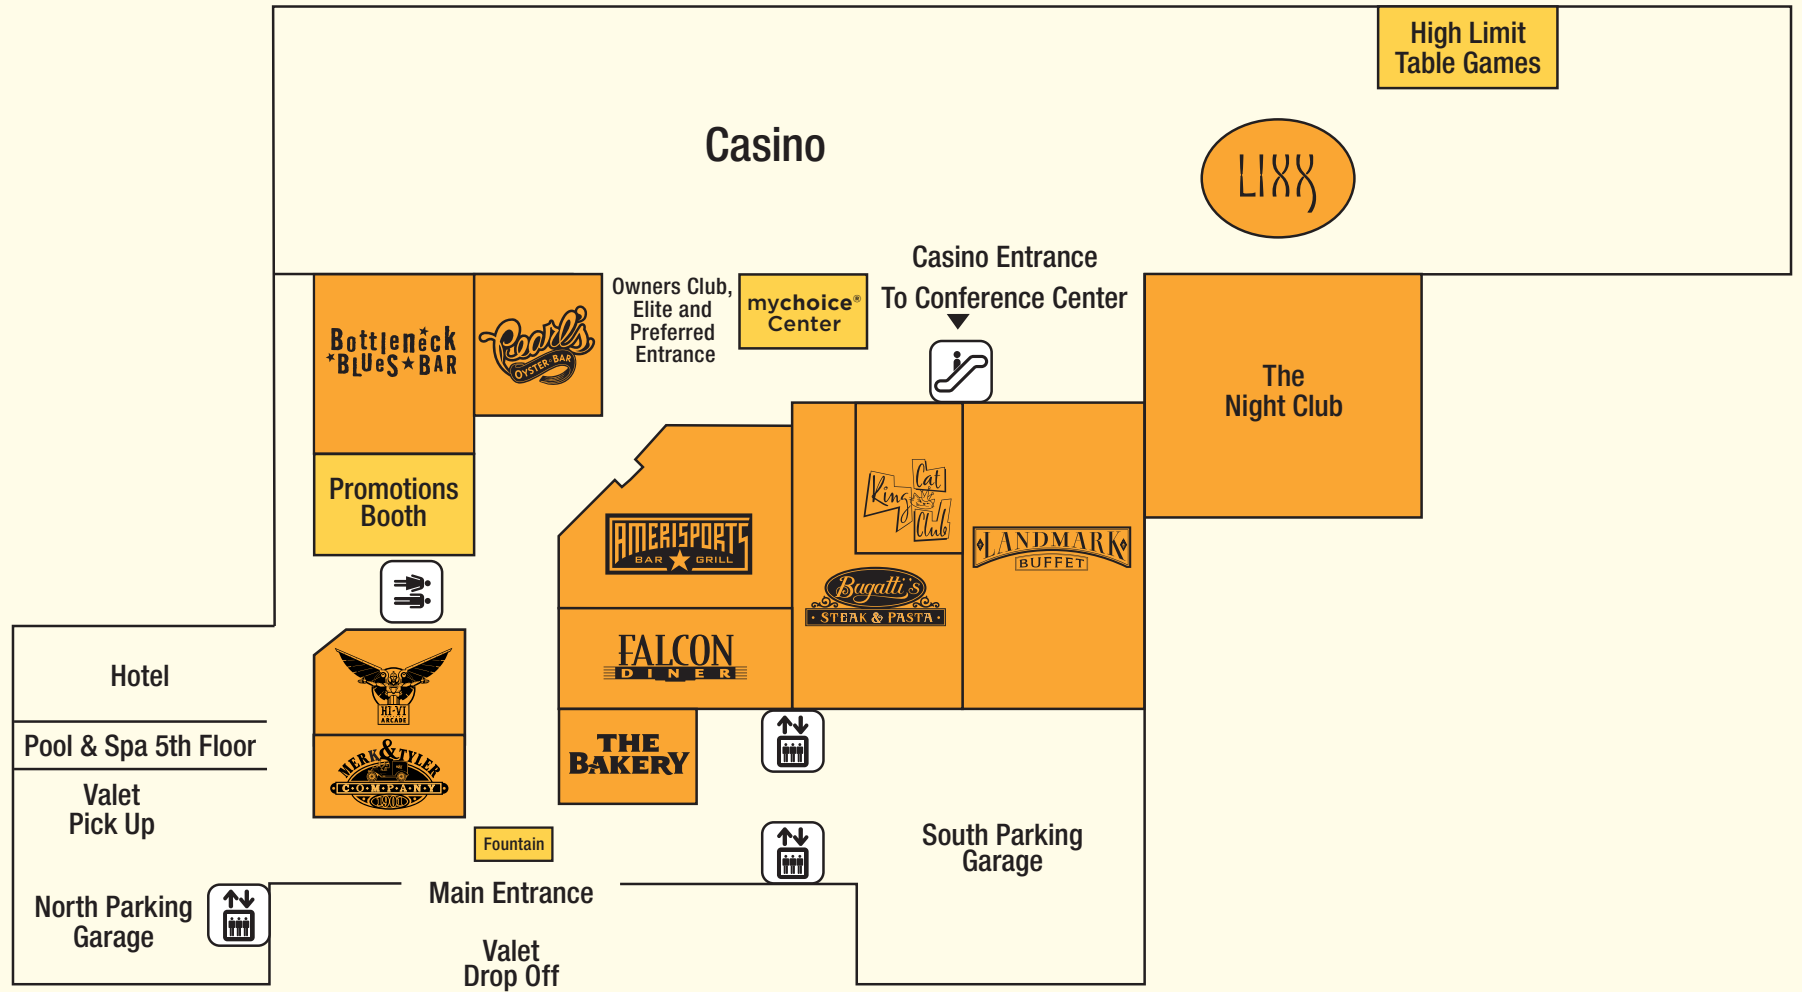 High Limit
Table Games
Casino
LIXX
Casino Entrance
To Conference Center
Owners Club,
Elite and
Preferred
Entrance
mychoice®
Center
Bottleneck
BLUeS BAR
Pearl's
OYSTER BAR
The
Night Club
Promotions
Booth
King
Cat
Club
AMERISPORTS
BAR GRILL
LANDMARK
BUFFET
Bugatti's
STEAK & PASTA
FALCON
DINER
Hotel
HI-VI
ARCADE
Pool & Spa 5th Floor
MERK & TYLER
C·O·M·P·A·N·Y
1901
THE
BAKERY
Valet
Pick Up
Fountain
South Parking
Garage
Main Entrance
North Parking
Garage
Valet
Drop Off